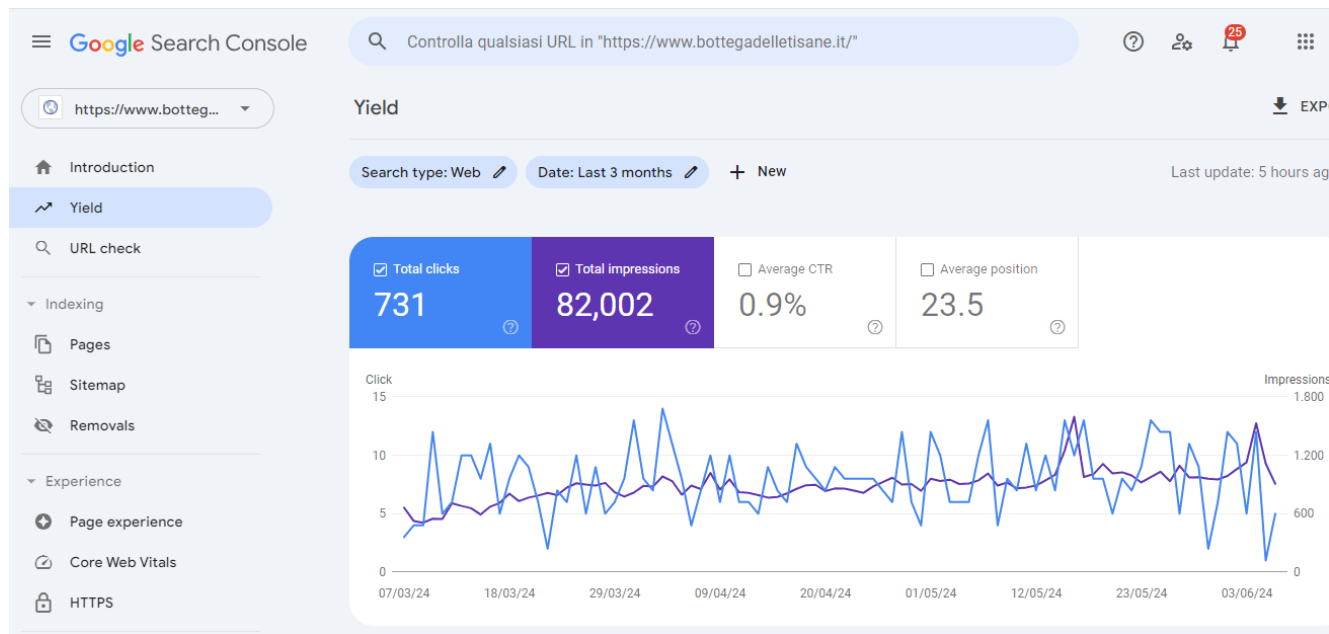 Google Search Console
Controlla qualsiasi URL in "https://www.bottegadelletisane.it/"
25
https://www.botteg...
Yield
EXP
Introduction
Search type: Web
Date: Last 3 months
New
Last update: 5 hours ag
Yield
URL check
Total clicks
Total impressions
Average CTR
Average position
731
82,002
0.9%
23.5
Indexing
Pages
Sitemap
Removals
Click
Impressions
15
1.800
10
1.200
5
600
0
0
07/03/24
18/03/24
29/03/24
09/04/24
20/04/24
01/05/24
12/05/24
23/05/24
03/06/24
Experience
Page experience
Core Web Vitals
HTTPS